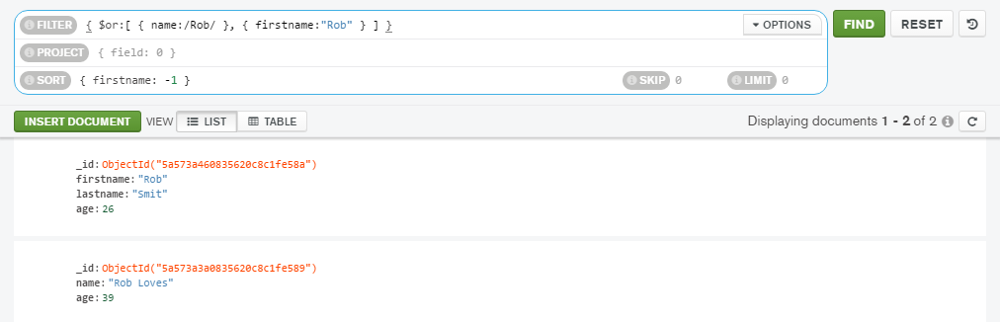 FILTER { $or:[ { name:/Rob/ }, { firstname:"Rob" } ] } OPTIONS FIND RESET
PROJECT { field: 0 }
SORT { firstname: -1 } SKIP 0 LIMIT 0
INSERT DOCUMENT VIEW LIST TABLE Displaying documents 1 - 2 of 2
_id: ObjectId("5a573a460835620c8c1fe58a")
firstname: "Rob"
lastname: "Smit"
age: 26
_id: ObjectId("5a573a3a0835620c8c1fe589")
name: "Rob Loves"
age: 39